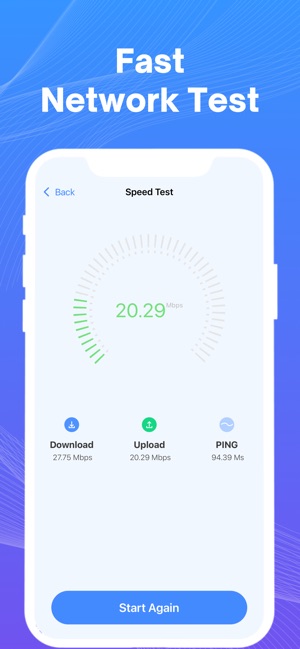 Fast
Network Test
Back
Speed Test
20.29 Mbps
Download
Upload
PING
27.75 Mbps
20.29 Mbps
94.39 Ms
Start Again